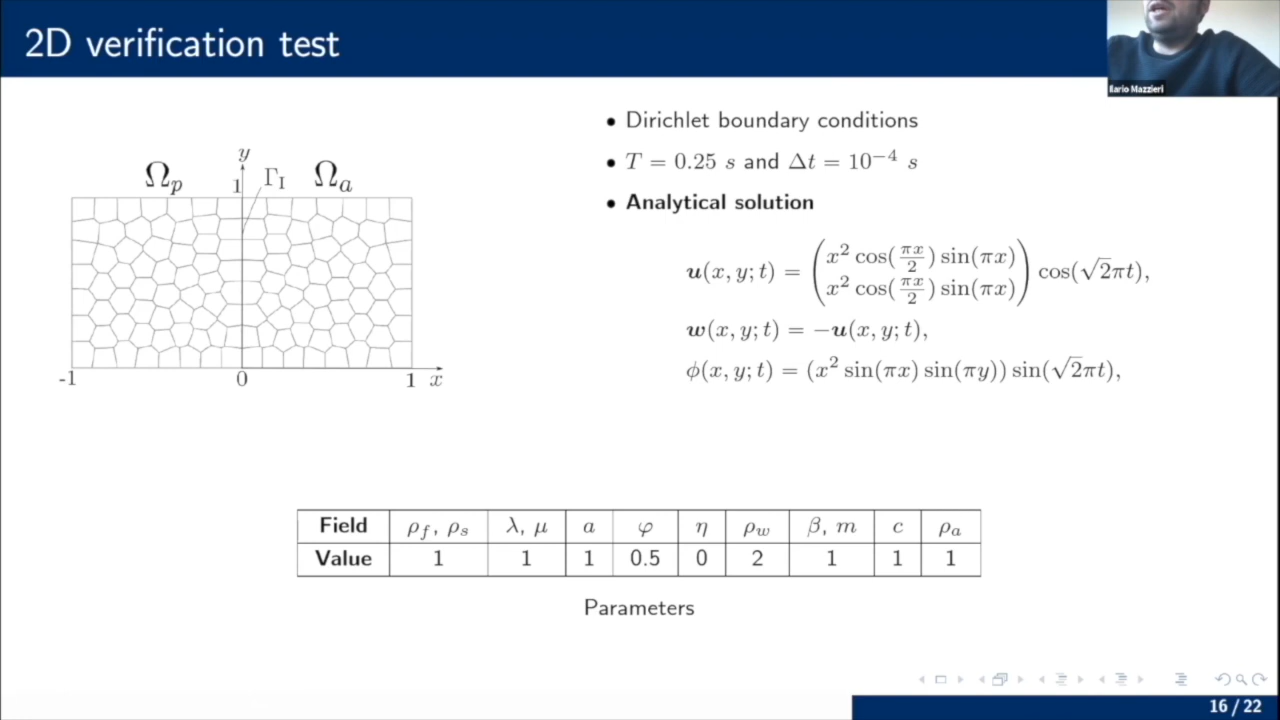 2D verification test
Ilario Mazzieri
• Dirichlet boundary conditions
• T = 0.25 s and Δt = 10⁻⁴ s
• Analytical solution
u(x, y; t) = ( x² cos(πx/2) sin(πx)
x² cos(πx/2) sin(πx) ) cos(√2πt),
w(x, y; t) = −u(x, y; t),
ϕ(x, y; t) = (x² sin(πx) sin(πy)) sin(√2πt),
y
Ωp 1 ΓI Ωa
-1 0 1 x
Field ρf, ρs λ, μ a φ η ρw β, m c ρa
Value 1 1 1 0.5 0 2 1 1 1
Parameters
16 / 22